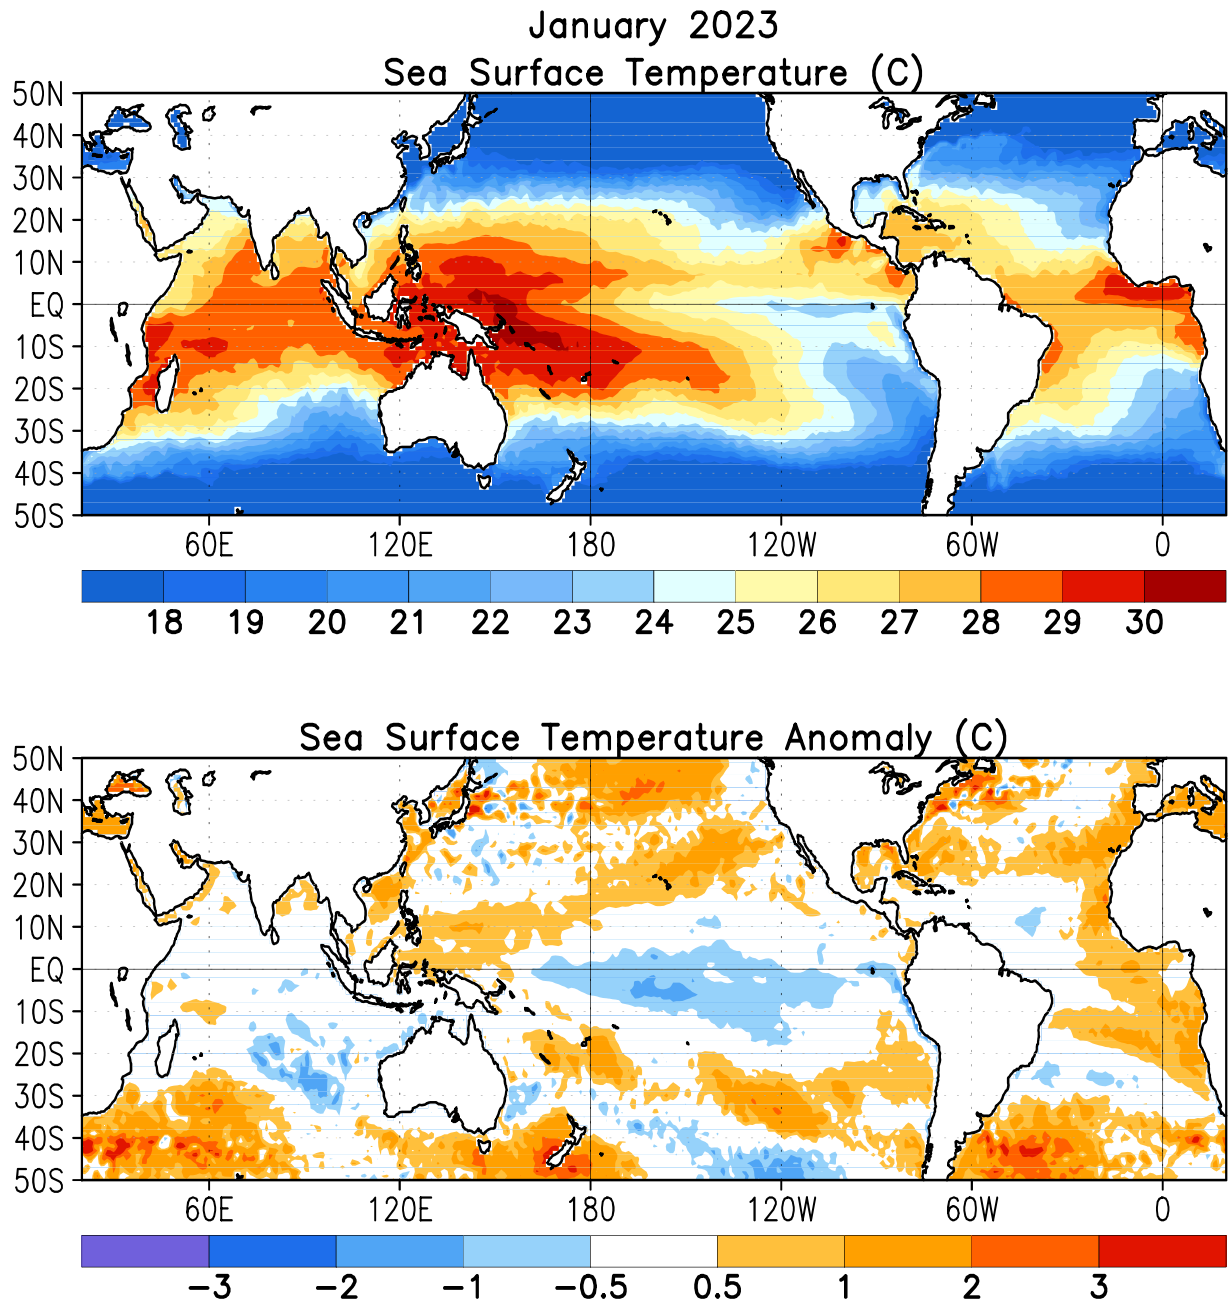 January 2023
Sea Surface Temperature (C)
50N
40N
30N
20N
10N
EQ
10S
20S
30S
40S
50S
60E 120E 180 120W 60W 0
18 19 20 21 22 23 24 25 26 27 28 29 30
Sea Surface Temperature Anomaly (C)
50N
40N
30N
20N
10N
EQ
10S
20S
30S
40S
50S
60E 120E 180 120W 60W 0
−3 −2 −1 −0.5 0.5 1 2 3